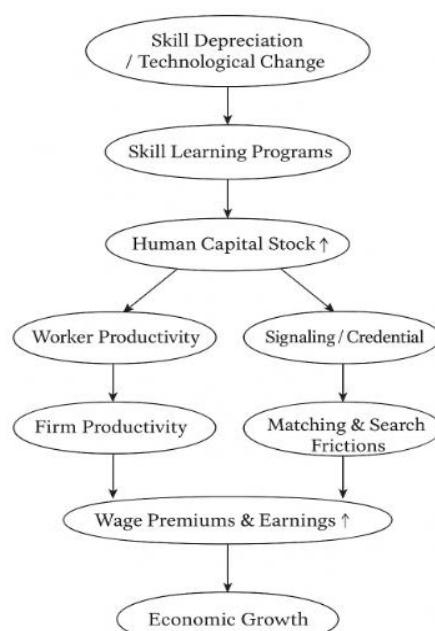 Skill Depreciation
/ Technological Change
Skill Learning Programs
Human Capital Stock ↑
Worker Productivity
Signaling / Credential
Firm Productivity
Matching & Search
Frictions
Wage Premiums & Earnings ↑
Economic Growth